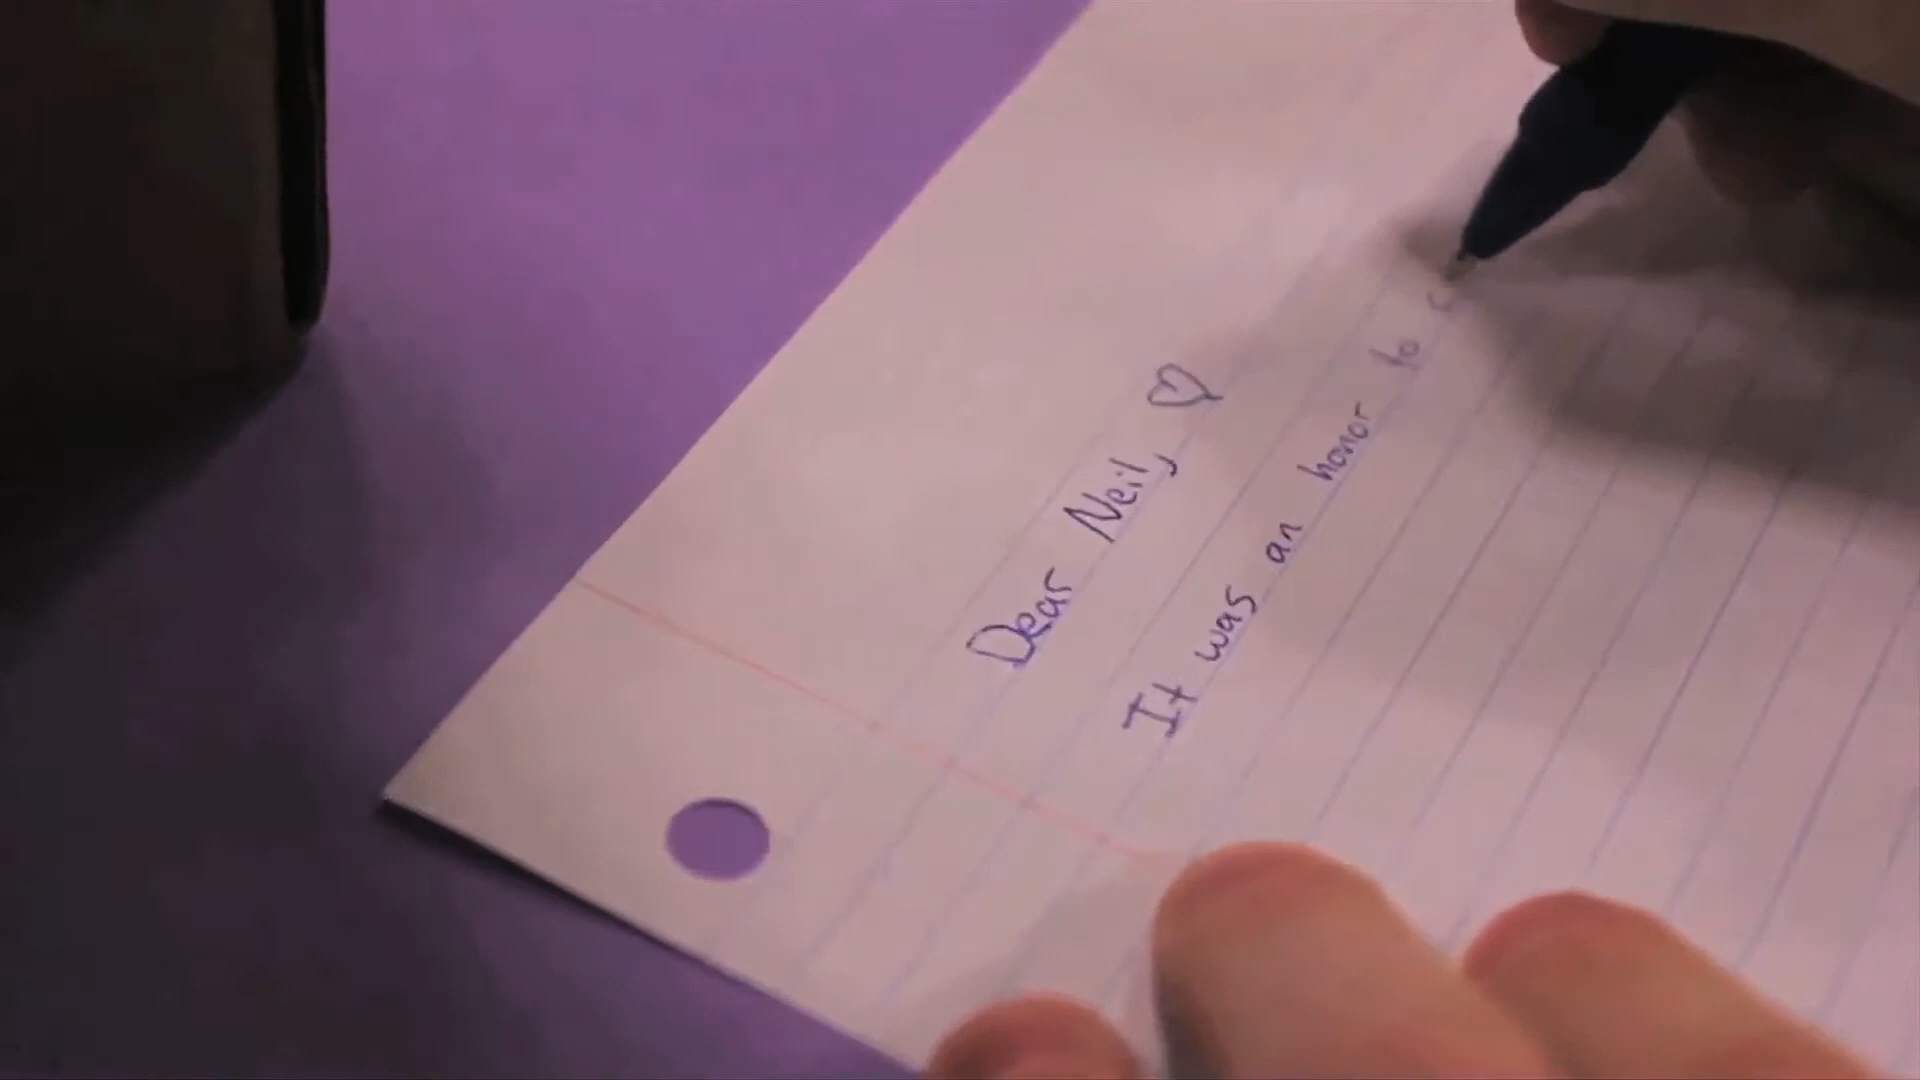 Dear Neil, ♡
It was an honor to